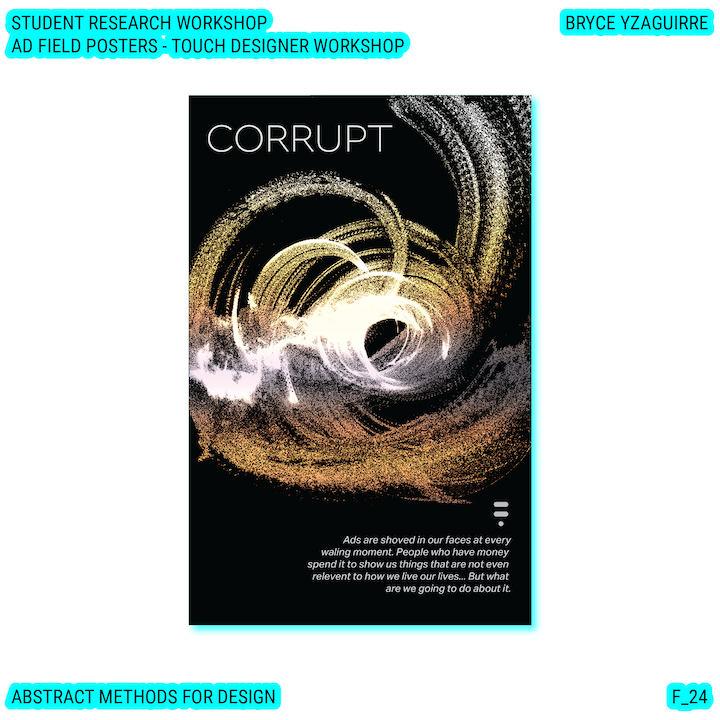 STUDENT RESEARCH WORKSHOP
BRYCE YZAGUIRRE
AD FIELD POSTERS - TOUCH DESIGNER WORKSHOP
CORRUPT
Ads are shoved in our faces at every
waling moment. People who have money
spend it to show us things that are not even
relevent to how we live our lives... But what
are we going to do about it.
ABSTRACT METHODS FOR DESIGN
F_24